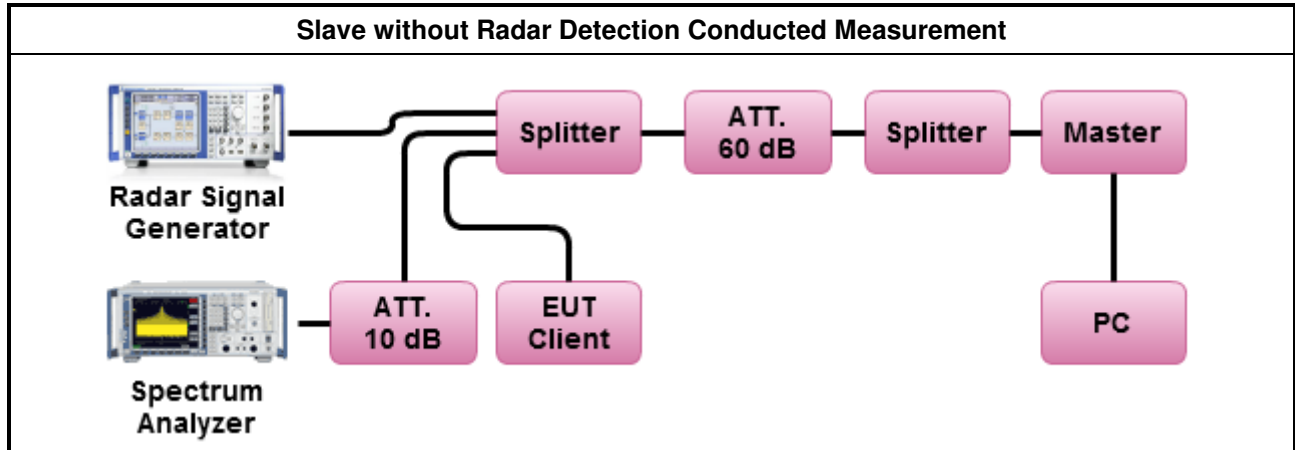 Slave without Radar Detection Conducted Measurement
Radar Signal
Generator
Splitter
ATT.
60 dB
Splitter
Master
Spectrum
Analyzer
ATT.
10 dB
EUT
Client
PC